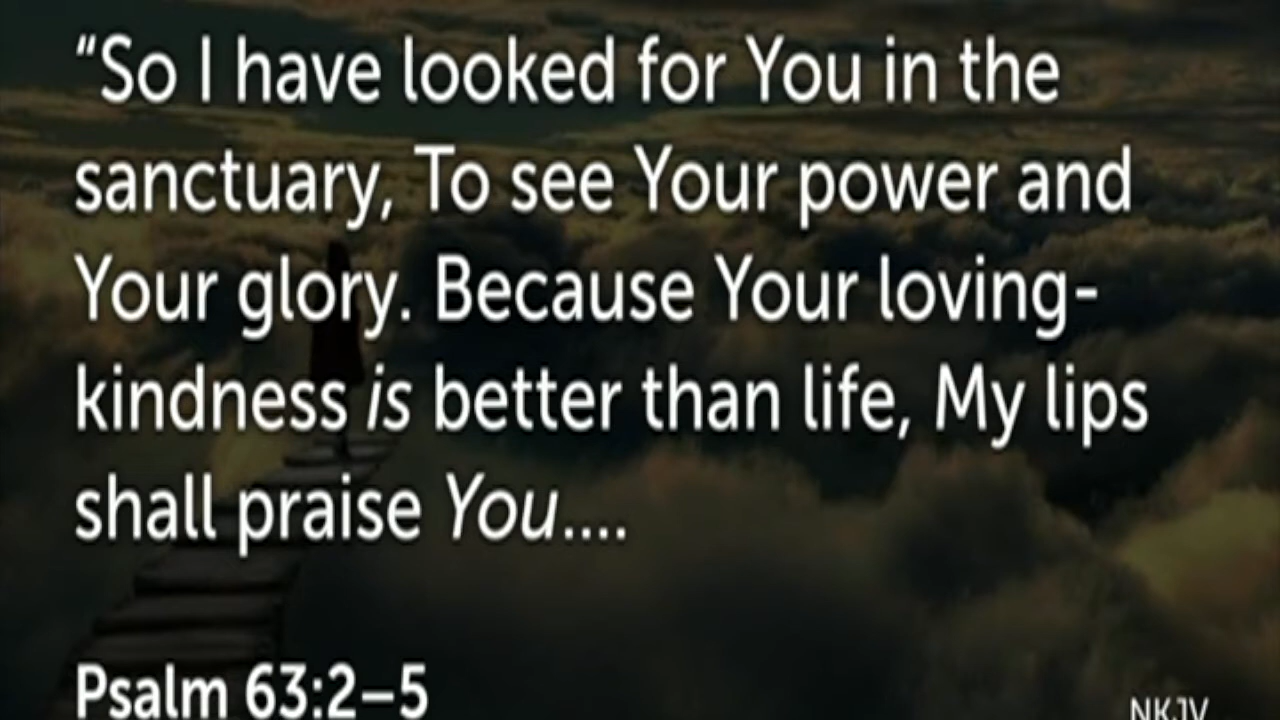 “So I have looked for You in the
sanctuary, To see Your power and
Your glory. Because Your loving-
kindness is better than life, My lips
shall praise You....
Psalm 63:2–5
NKJV